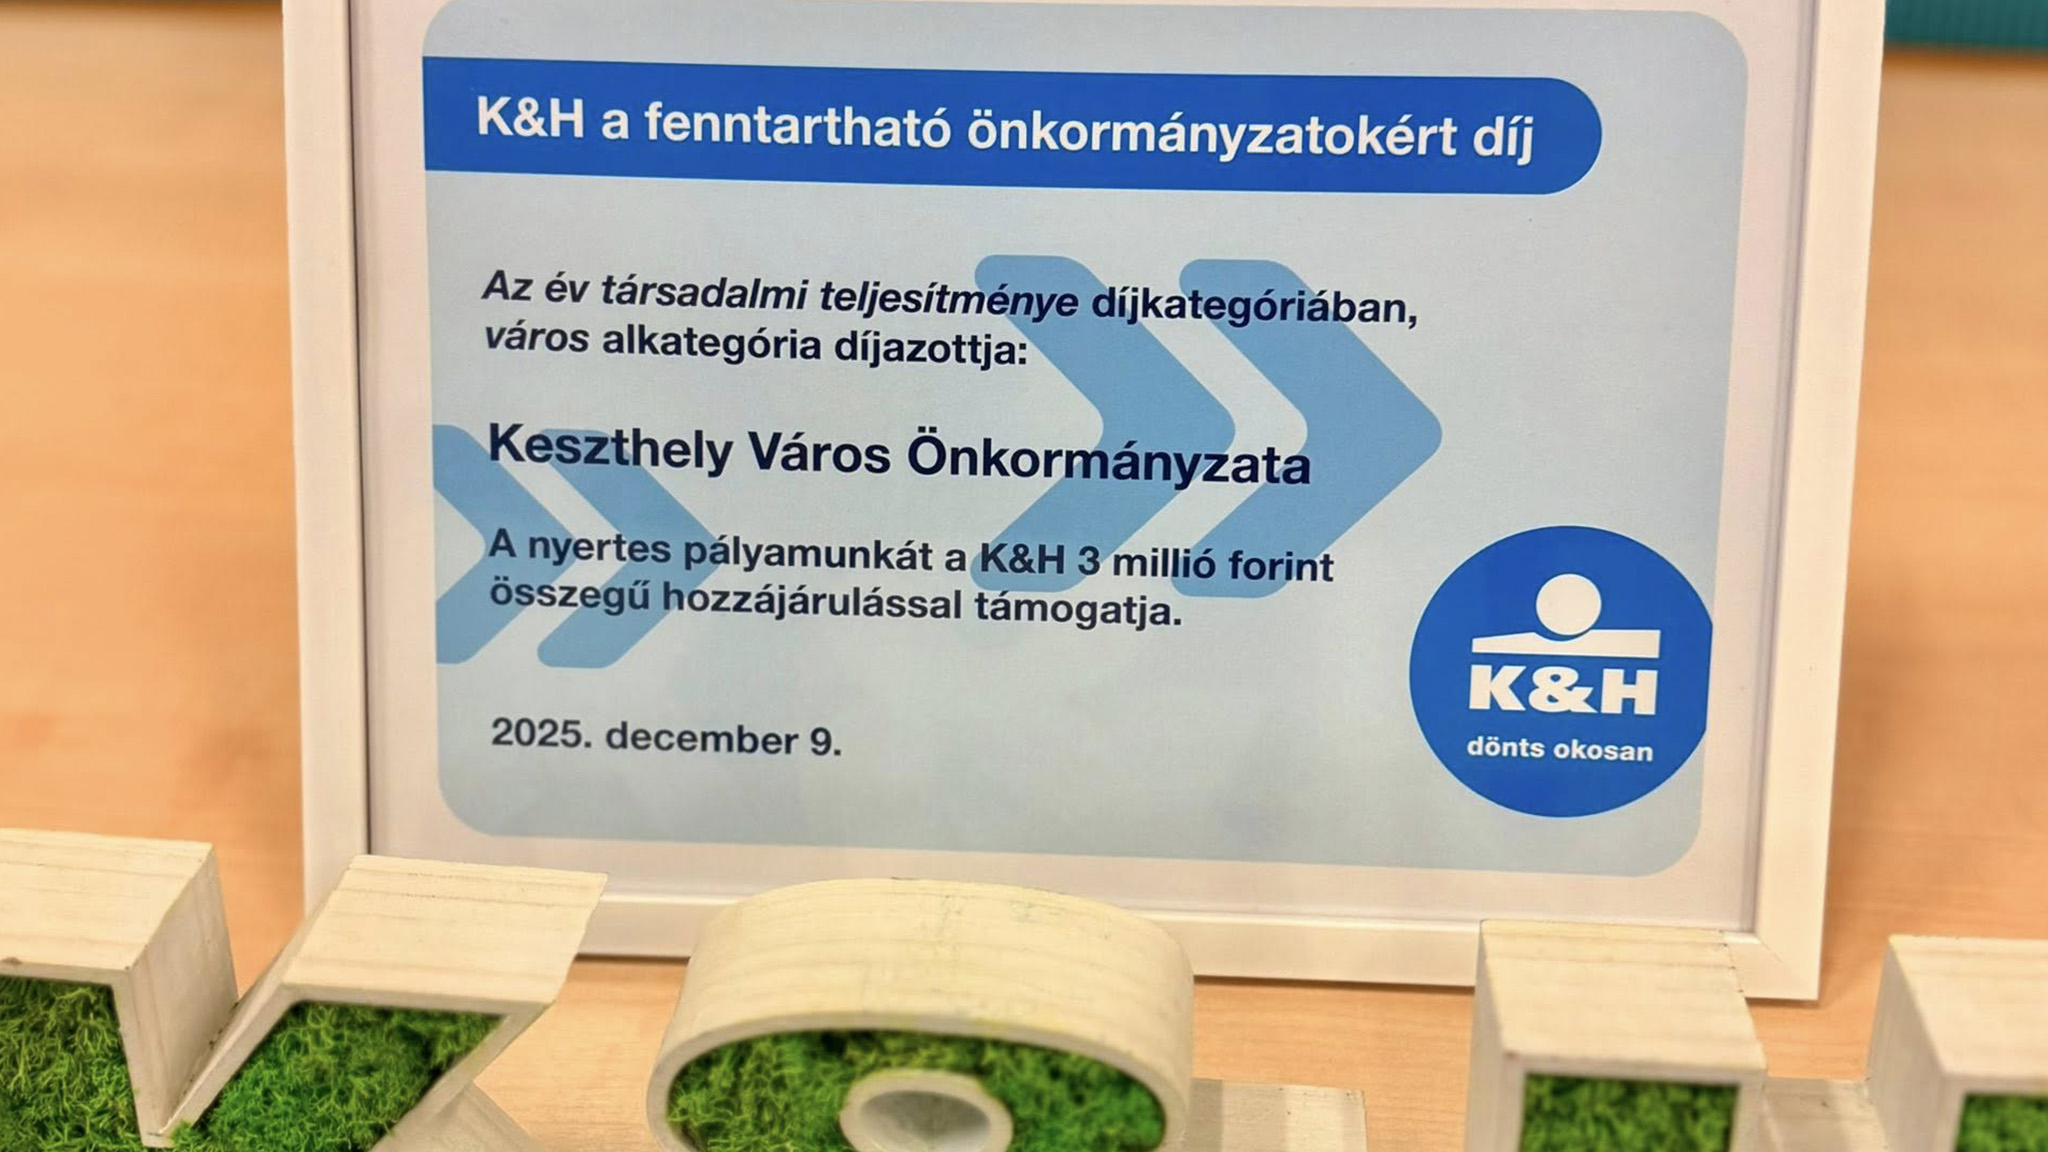 K&H a fenntartható önkormányzatokért díj
Az év társadalmi teljesítménye díjkategóriában,
város alkategória díjazottja:
Keszthely Város Önkormányzata
A nyertes pályamunkát a K&H 3 millió forint
összegű hozzájárulással támogatja.
2025. december 9.
K&H
dönts okosan
K&H